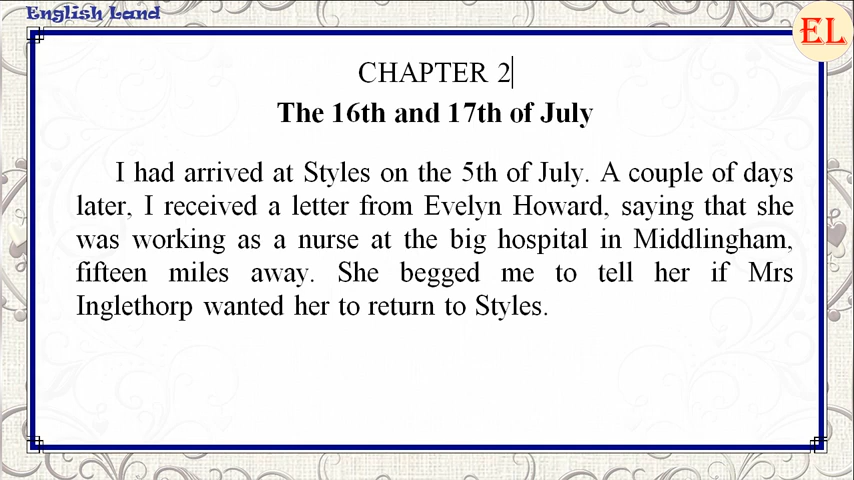 English Land
EL
CHAPTER 2
The 16th and 17th of July
I had arrived at Styles on the 5th of July. A couple of days
later, I received a letter from Evelyn Howard, saying that she
was working as a nurse at the big hospital in Middlingham,
fifteen miles away. She begged me to tell her if Mrs
Inglethorp wanted her to return to Styles.